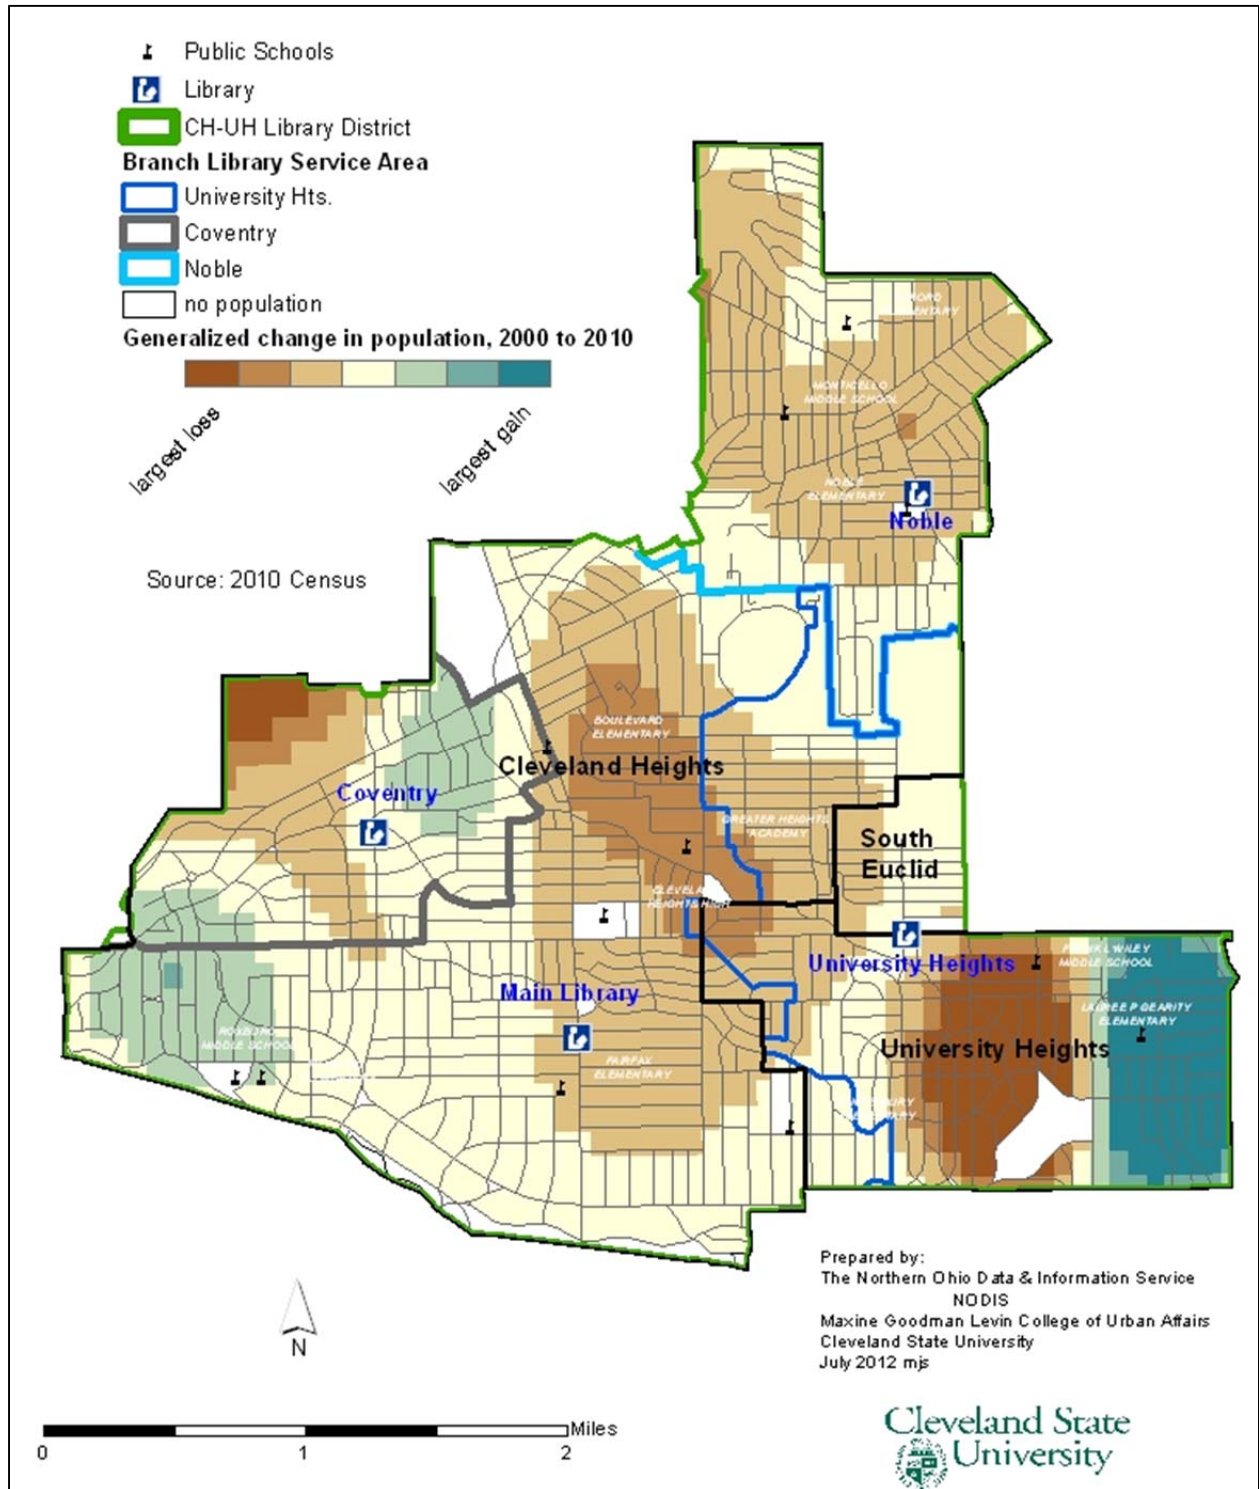 Public Schools
Library
CH-UH Library District
Branch Library Service Area
University Hts.
Coventry
Noble
no population
Generalized change in population, 2000 to 2010
largest loss
largest gain
Source: 2010 Census
MONTICELLO
MIDDLE SCHOOL
NOBLE
ELEMENTARY
Noble
BOULEVARD
ELEMENTARY
Cleveland Heights
Coventry
GREATER HEIGHTS
ACADEMY
South
Euclid
University Heights
MIDDLE SCHOOL
Main Library
GEARITY
ELEMENTARY
University Heights
MIDDLE SCHOOL
FAIRFAX
ELEMENTARY
N
Prepared by:
The Northern Ohio Data & Information Service
NODIS
Maxine Goodman Levin College of Urban Affairs
Cleveland State University
July 2012 mjs
Miles
0 1 2
Cleveland State
University